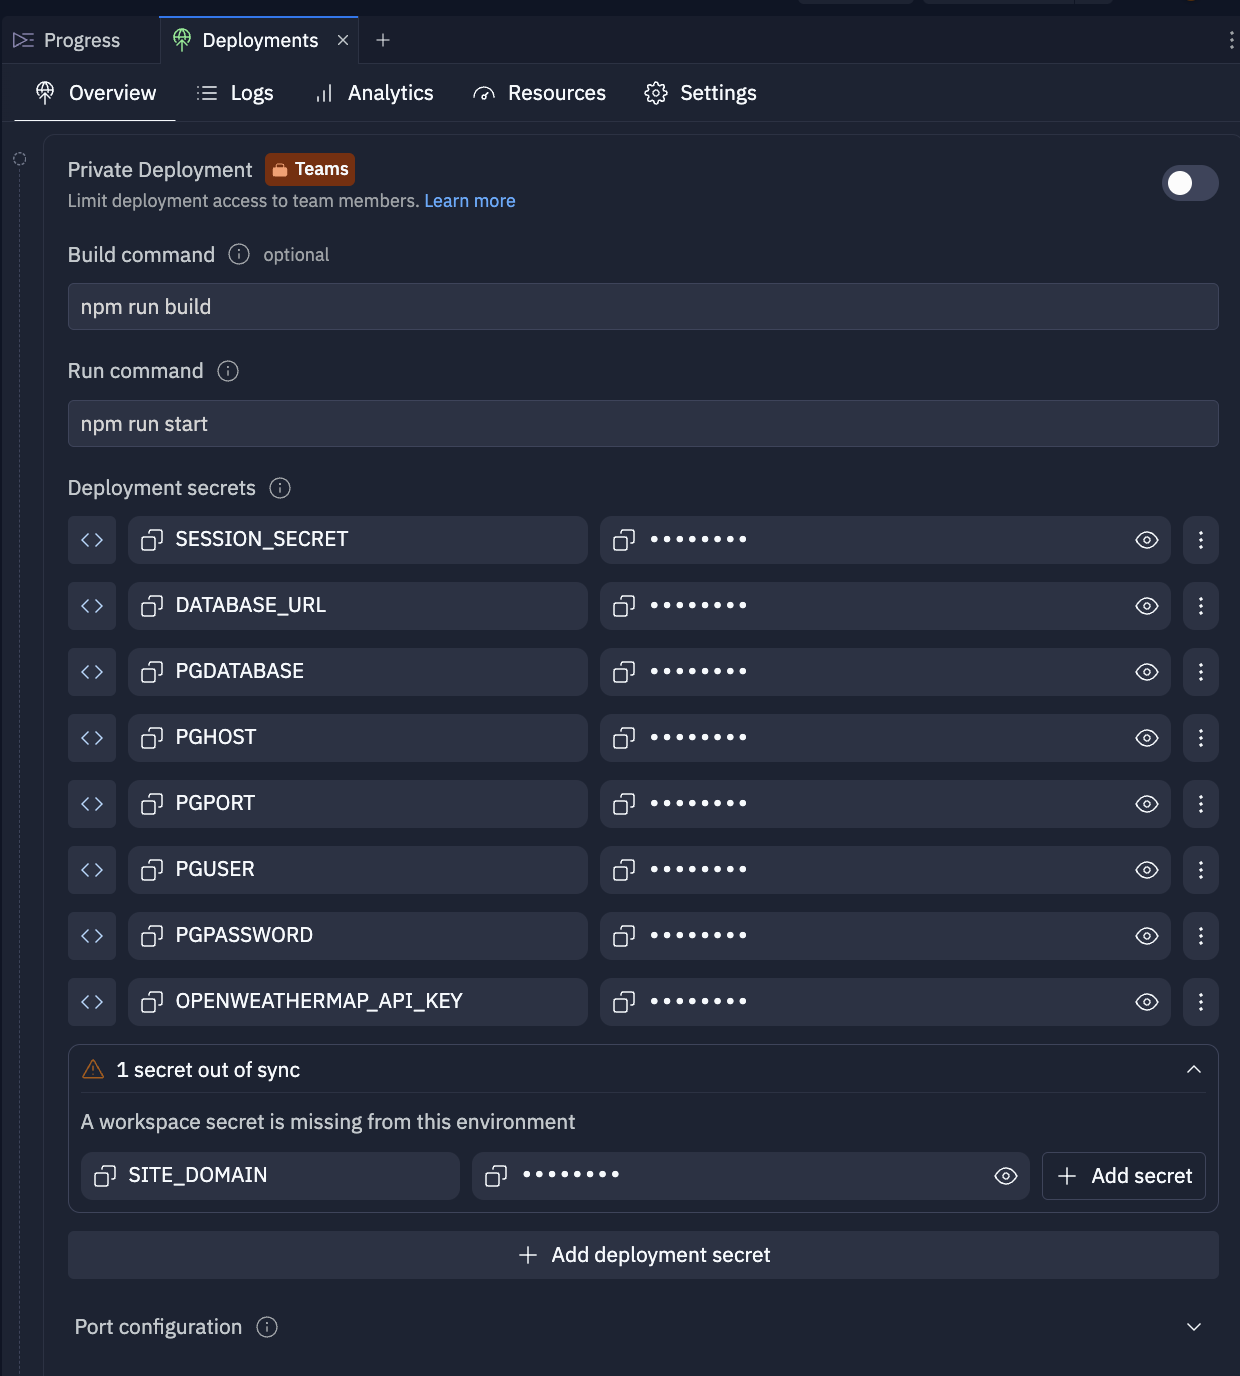 Progress
Deployments
Overview
Logs
Analytics
Resources
Settings
Private Deployment
Teams
Limit deployment access to team members. Learn more
Build command
optional
npm run build
Run command
npm run start
Deployment secrets
SESSION_SECRET
••••••••
DATABASE_URL
••••••••
PGDATABASE
••••••••
PGHOST
••••••••
PGPORT
••••••••
PGUSER
••••••••
PGPASSWORD
••••••••
OPENWEATHERMAP_API_KEY
••••••••
1 secret out of sync
A workspace secret is missing from this environment
SITE_DOMAIN
••••••••
Add secret
Add deployment secret
Port configuration